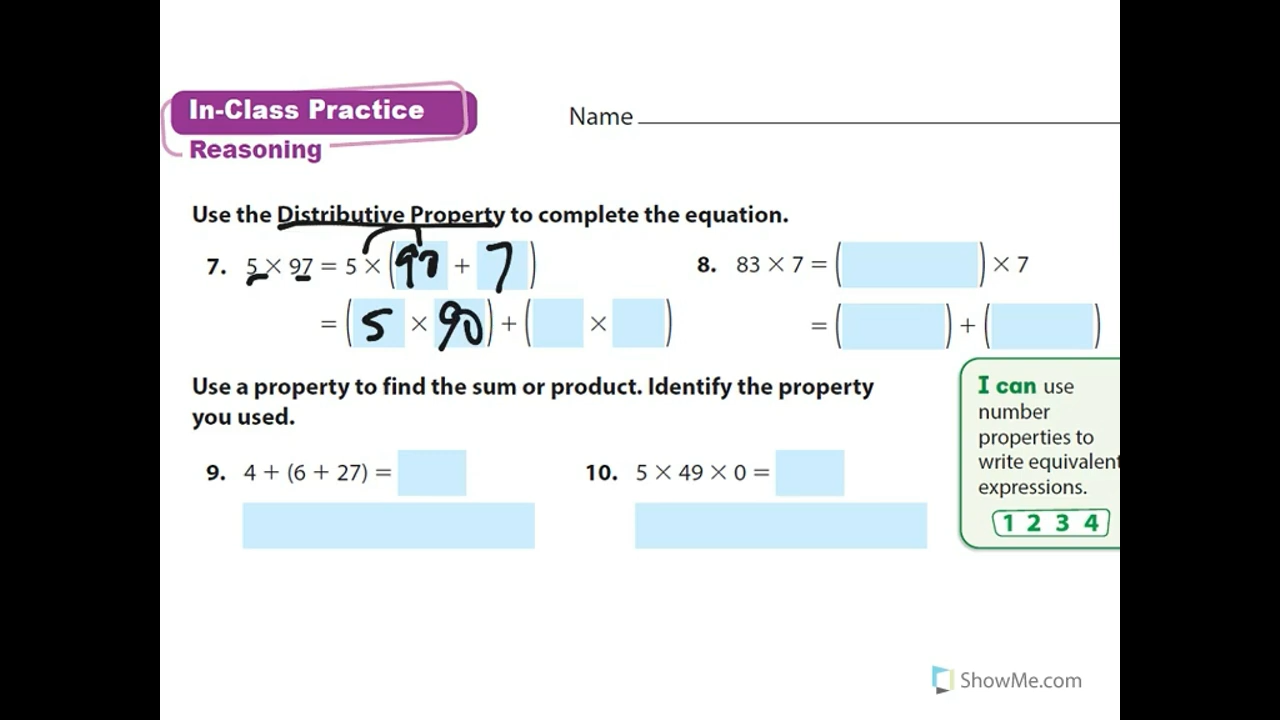 In-Class Practice
Name
Reasoning
Use the Distributive Property to complete the equation.
7. 5 × 97 = 5 × (90 + 7)
= (5 × 90) + ( × )
8. 83 × 7 = ( ) × 7
= ( ) + ( )
Use a property to find the sum or product. Identify the property
you used.
9. 4 + (6 + 27) =
10. 5 × 49 × 0 =
I can use
number
properties to
write equivalent
expressions.
1 2 3 4
ShowMe.com